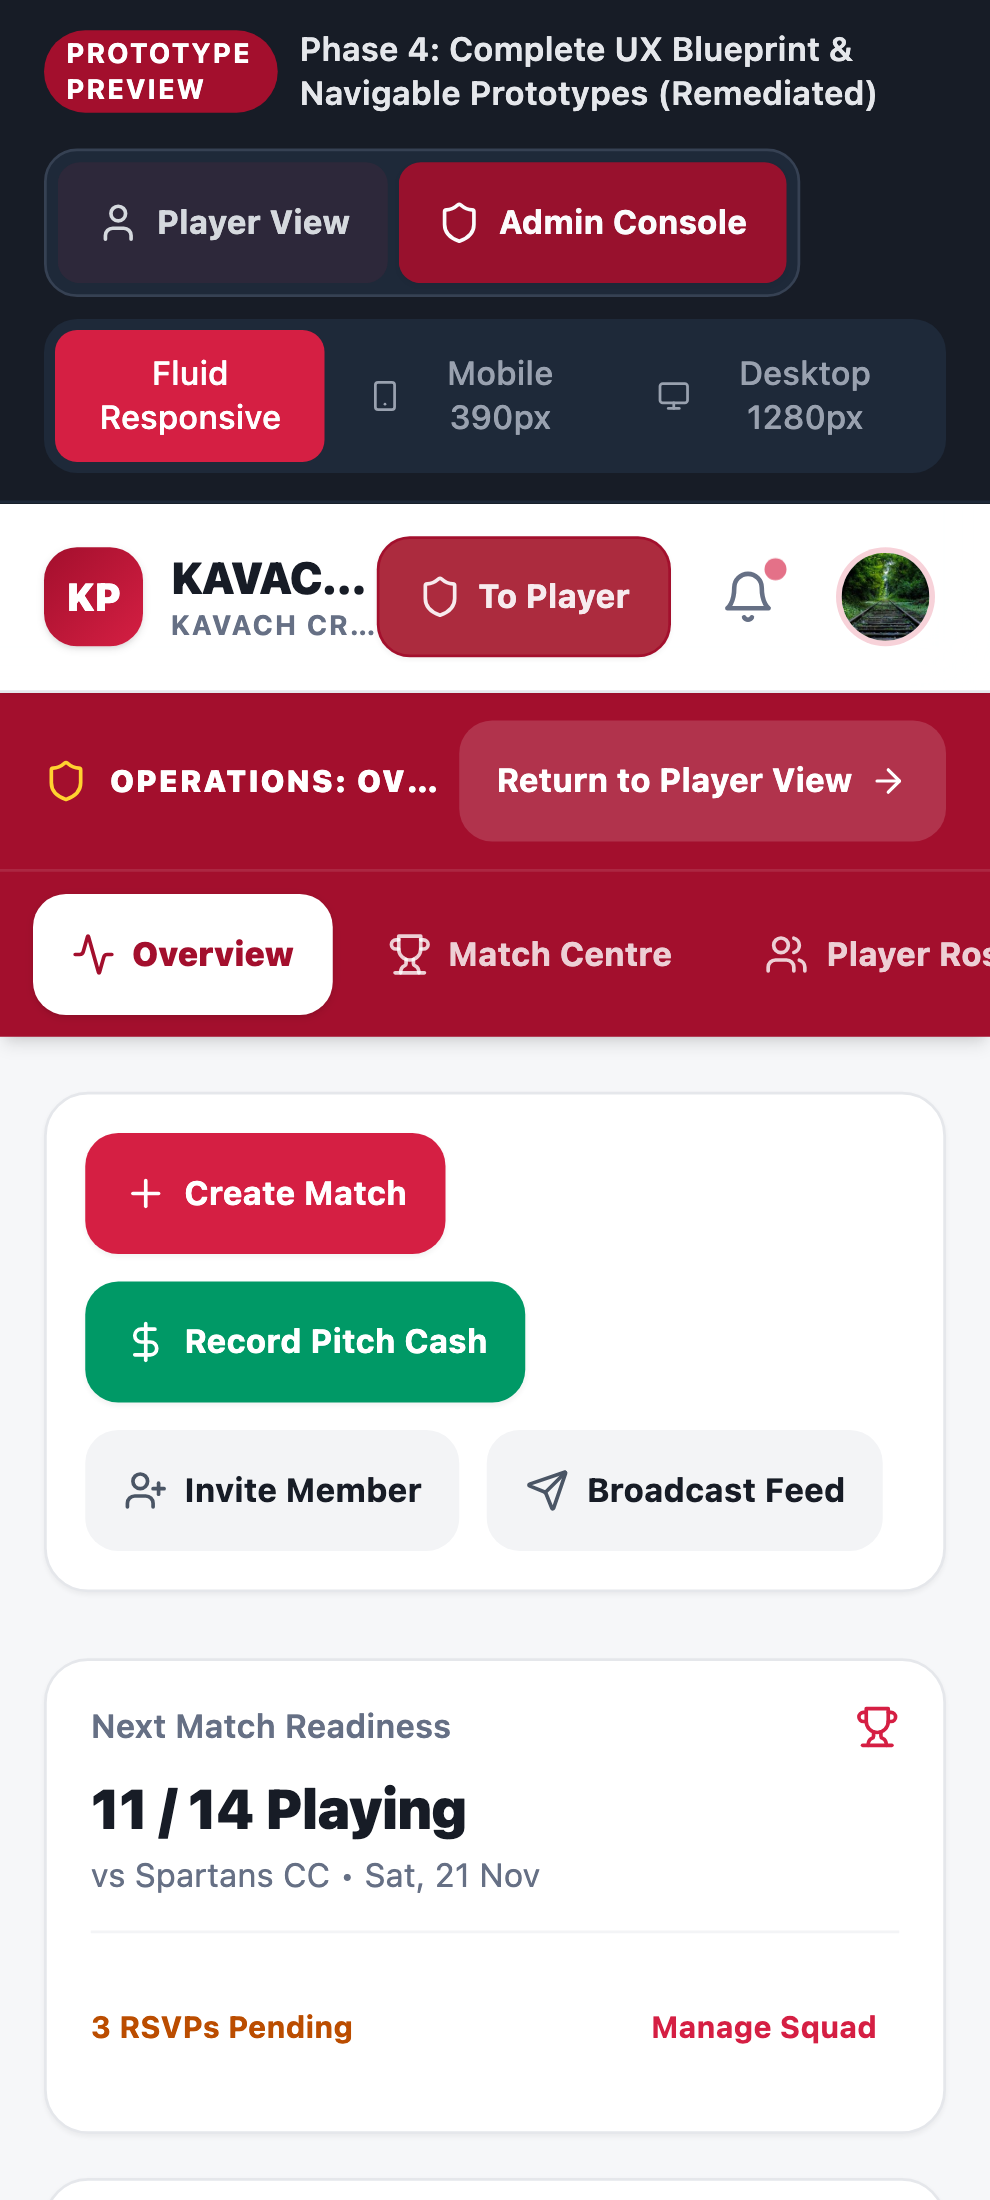 PROTOTYPE
PREVIEW
Phase 4: Complete UX Blueprint &
Navigable Prototypes (Remediated)
Player View
Admin Console
Fluid
Responsive
Mobile
390px
Desktop
1280px
KP
KAVAC...
KAVACH CR...
To Player
OPERATIONS: OV...
Return to Player View
Overview
Match Centre
Player Ros
Create Match
Record Pitch Cash
Invite Member
Broadcast Feed
Next Match Readiness
11 / 14 Playing
vs Spartans CC • Sat, 21 Nov
3 RSVPs Pending
Manage Squad